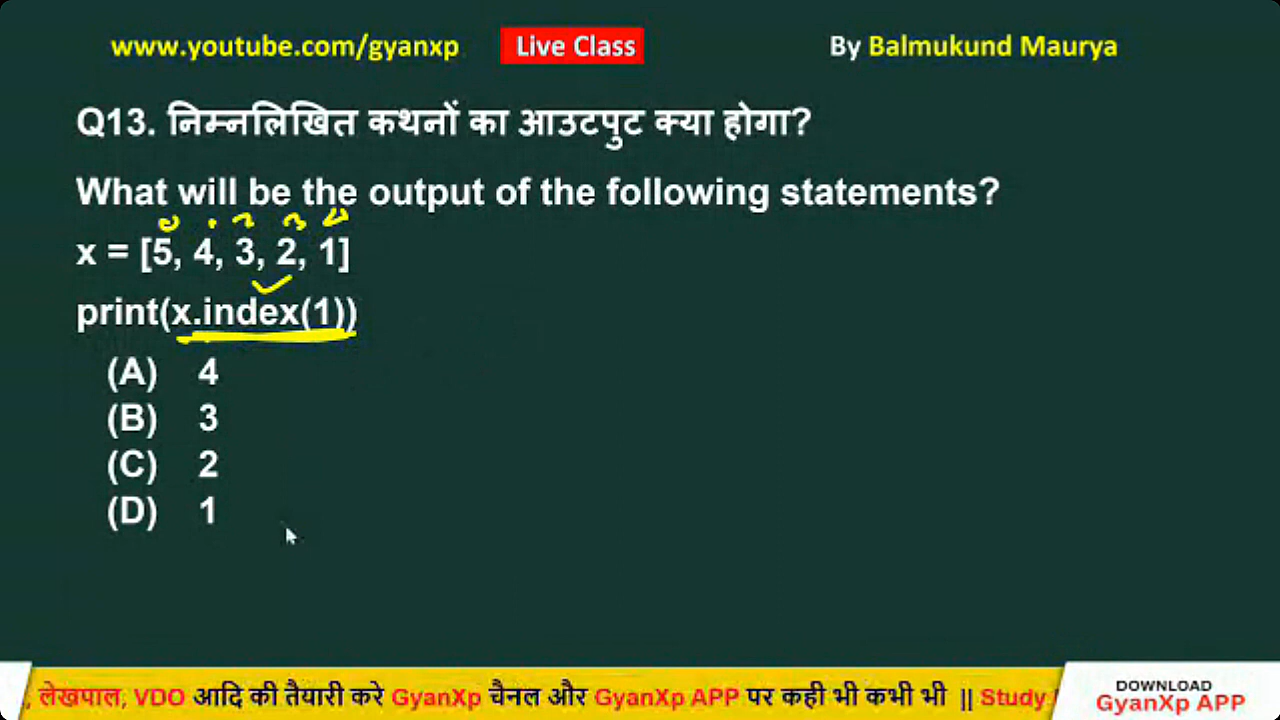 www.youtube.com/gyanxp Live Class By Balmukund Maurya
Q13. निम्नलिखित कथनों का आउटपुट क्या होगा?
What will be the output of the following statements?
x = [5, 4, 3, 2, 1]
print(x.index(1))
(A) 4
(B) 3
(C) 2
(D) 1
, लेखपाल, VDO आदि की तैयारी करे GyanXp चैनल और GyanXp APP पर कही भी कभी भी || Study
DOWNLOAD
GyanXp APP